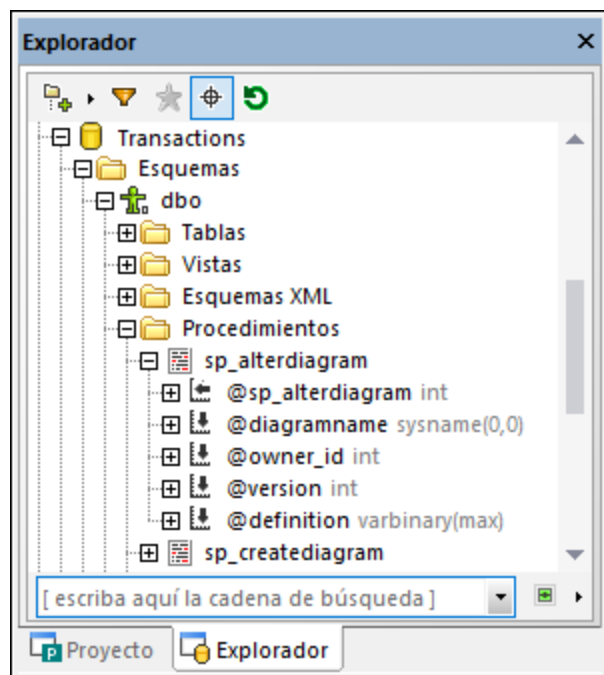 Explorador
Transactions
Esquemas
dbo
Tablas
Vistas
Esquemas XML
Procedimientos
sp_alterdiagram
@sp_alterdiagram int
@diagramname sysname(0,0)
@owner_id int
@version int
@definition varbinary(max)
sp_creatediagram
[ escriba aquí la cadena de búsqueda ]
Proyecto Explorador